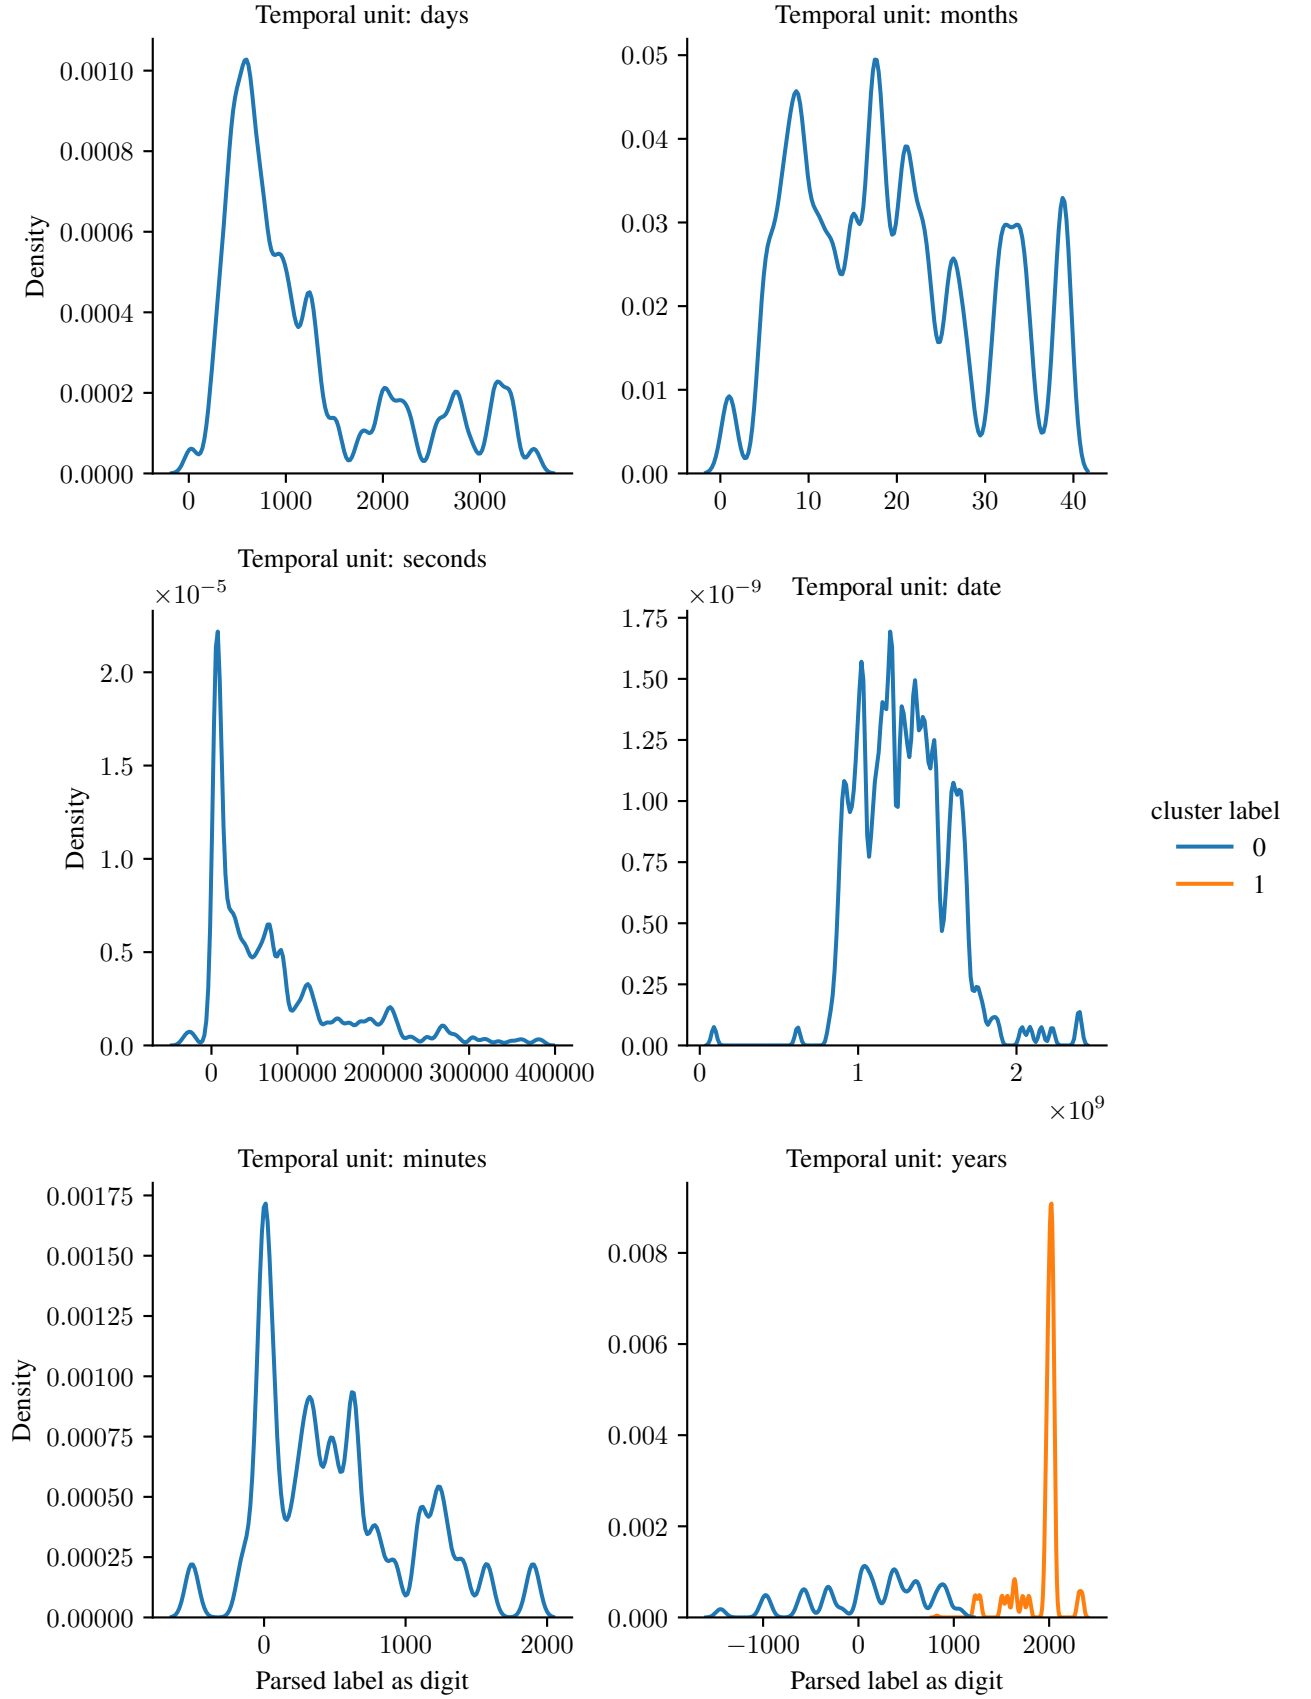 Temporal unit: days
Density
0.0010
0.0008
0.0006
0.0004
0.0002
0.0000
0 1000 2000 3000
Temporal unit: months
0.05
0.04
0.03
0.02
0.01
0.00
0 10 20 30 40
Temporal unit: seconds
×10⁻⁵
Density
2.0
1.5
1.0
0.5
0.0
0 100000 200000 300000 400000
Temporal unit: date
×10⁻⁹
1.75
1.50
1.25
1.00
0.75
0.50
0.25
0.00
0 1 2
×10⁹
cluster label
0
1
Temporal unit: minutes
Density
0.00175
0.00150
0.00125
0.00100
0.00075
0.00050
0.00025
0.00000
0 1000 2000
Parsed label as digit
Temporal unit: years
0.008
0.006
0.004
0.002
0.000
−1000 0 1000 2000
Parsed label as digit